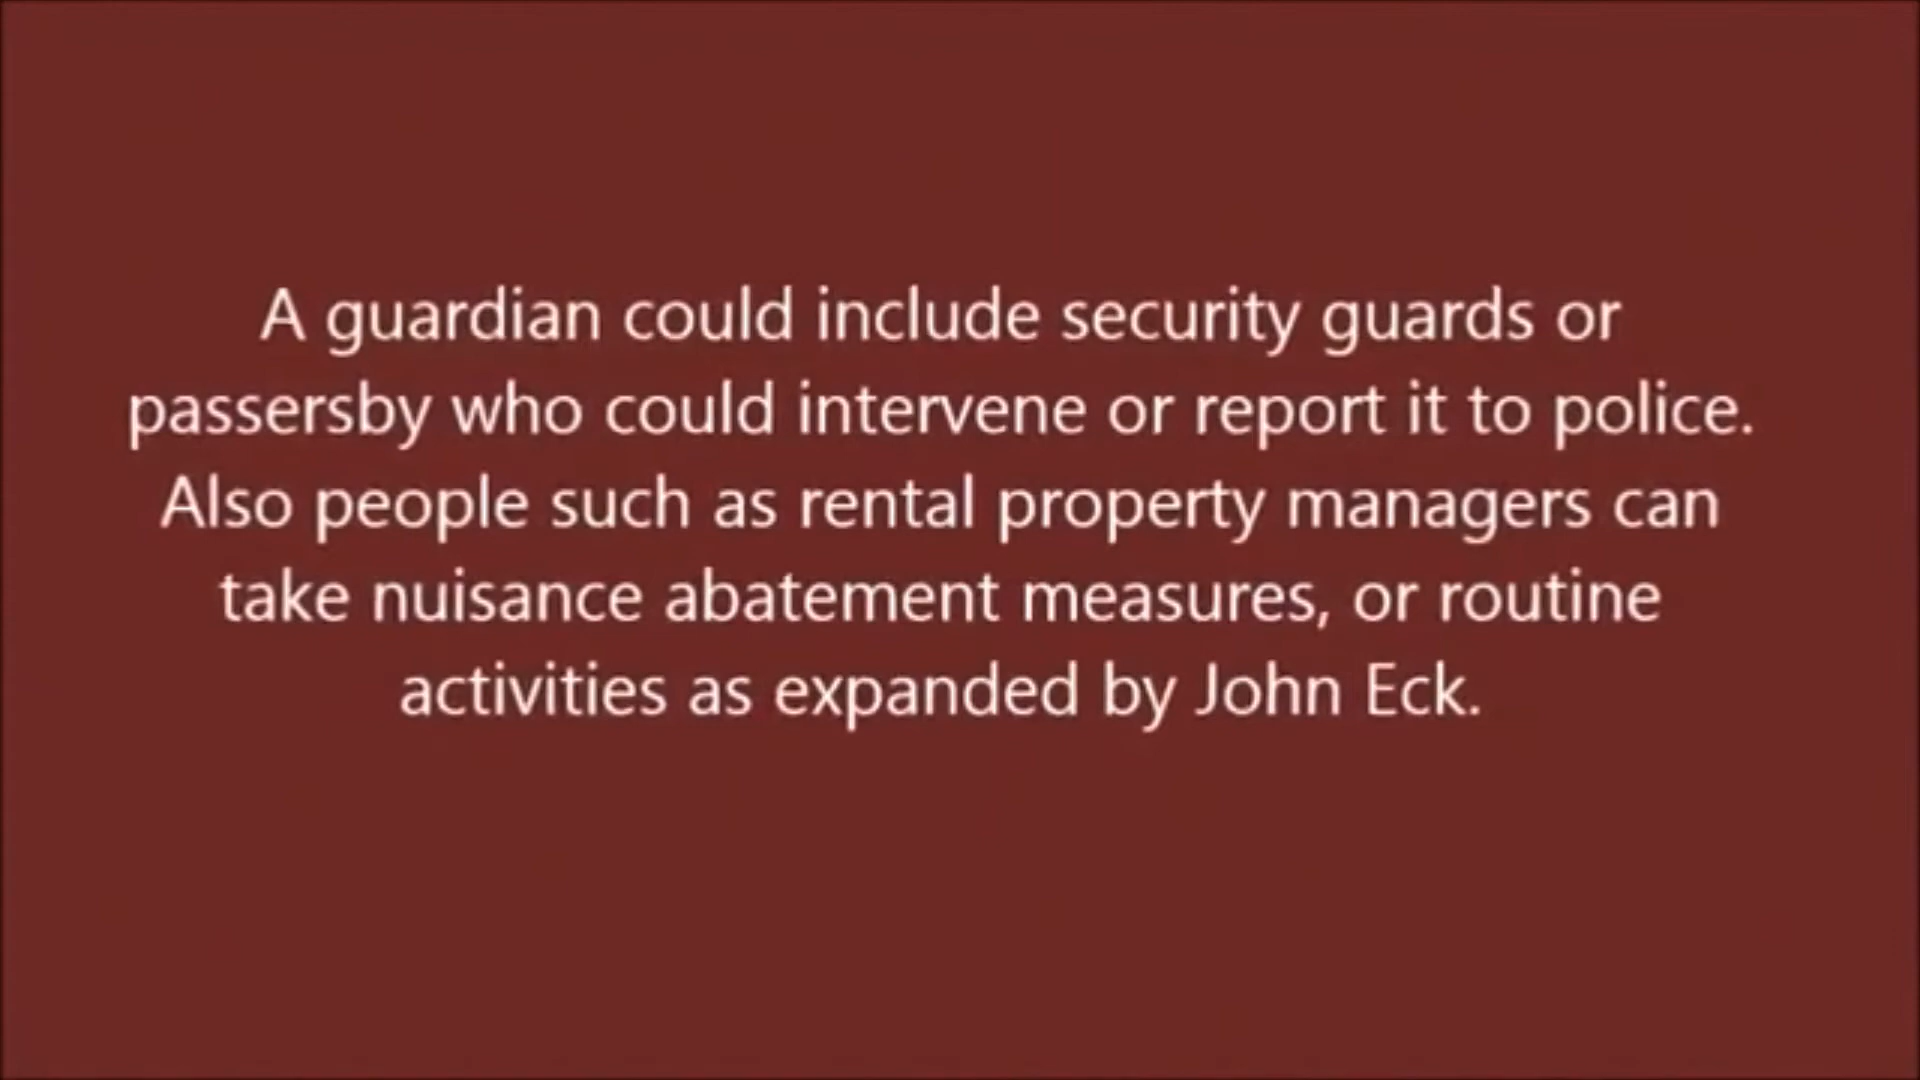 A guardian could include security guards or
passersby who could intervene or report it to police.
Also people such as rental property managers can
take nuisance abatement measures, or routine
activities as expanded by John Eck.